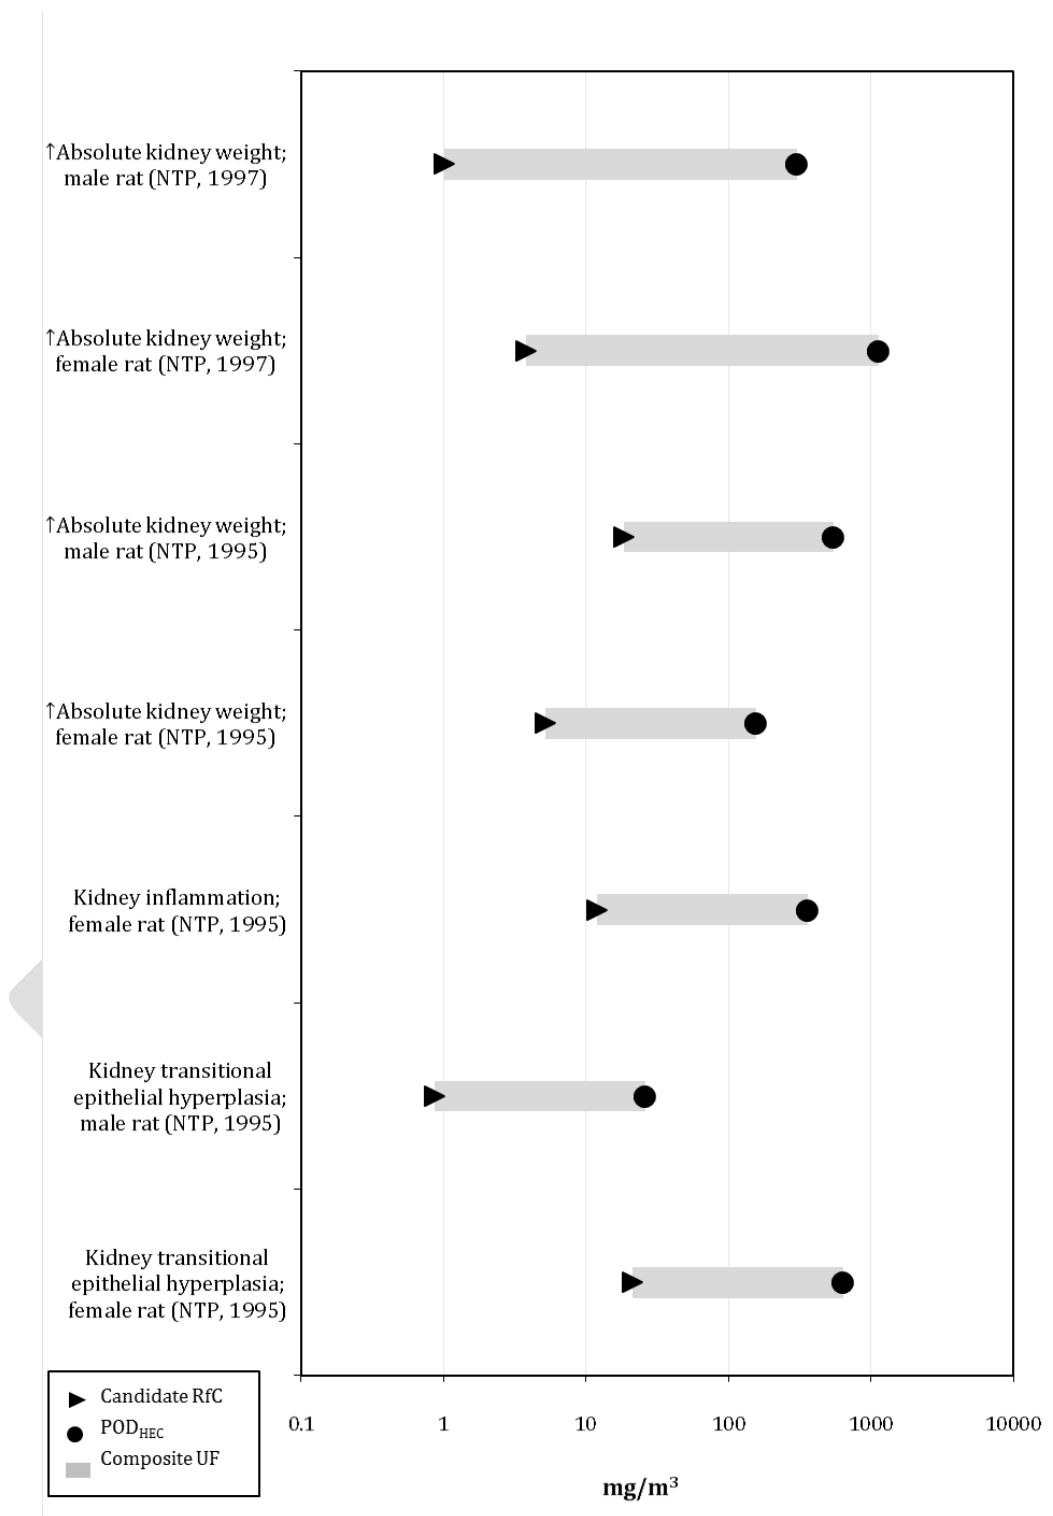 ↑Absolute kidney weight;
male rat (NTP, 1997)
↑Absolute kidney weight;
female rat (NTP, 1997)
↑Absolute kidney weight;
male rat (NTP, 1995)
↑Absolute kidney weight;
female rat (NTP, 1995)
Kidney inflammation;
female rat (NTP, 1995)
Kidney transitional
epithelial hyperplasia;
male rat (NTP, 1995)
Kidney transitional
epithelial hyperplasia;
female rat (NTP, 1995)
Candidate RfC
POD_HEC
Composite UF
0.1 1 10 100 1000 10000
mg/m³